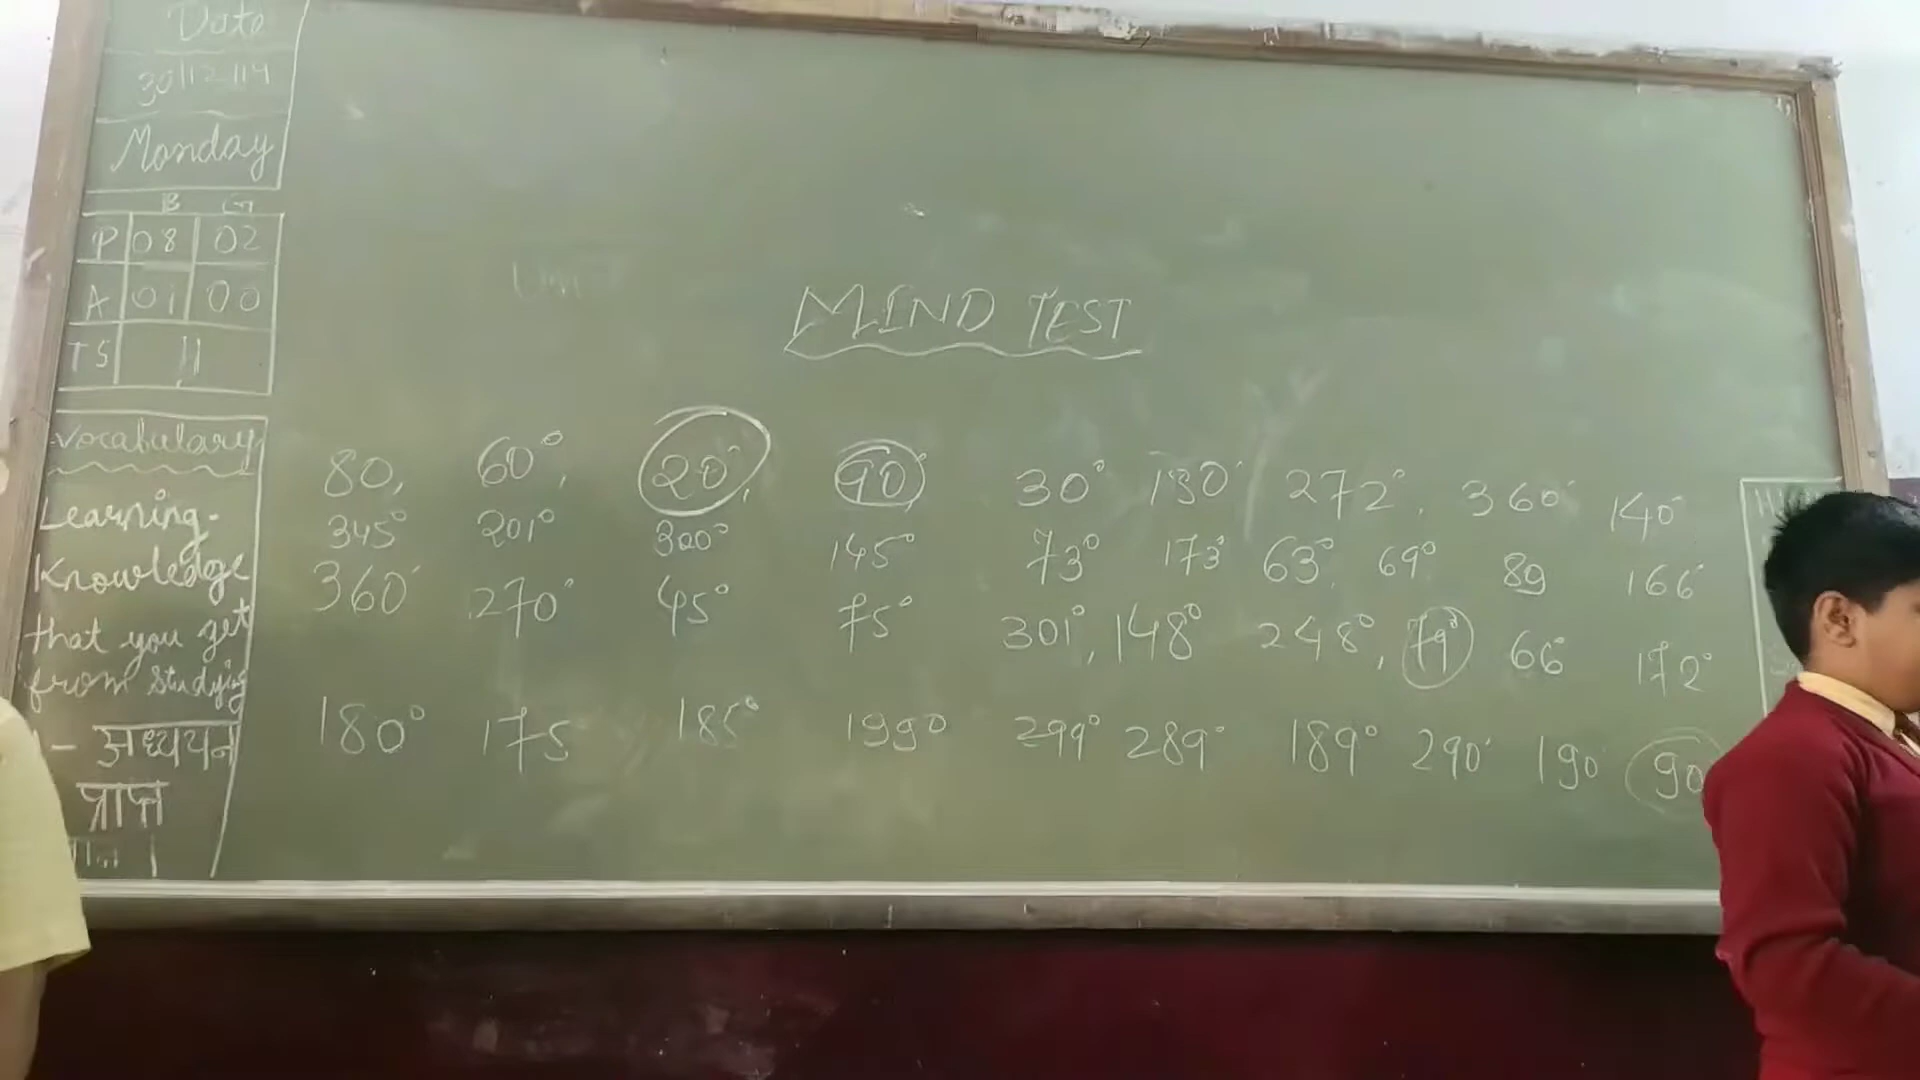 Date
30/12/19
Monday
B G
P 08 02
A 01 00
TS 11
Vocabulary
Learning-
Knowledge
that you get
from studying
- अध्ययन
प्राप्त
MIND TEST
80, 60°, 20°, 90° 30° 130° 272°, 360° 140°
345° 201° 300° 145° 73° 173° 63° 69° 89 166°
360° 270° 45° 75° 301°, 148° 248°, 79° 66° 172°
180° 175 185° 199° 299° 289° 189° 290° 190 90